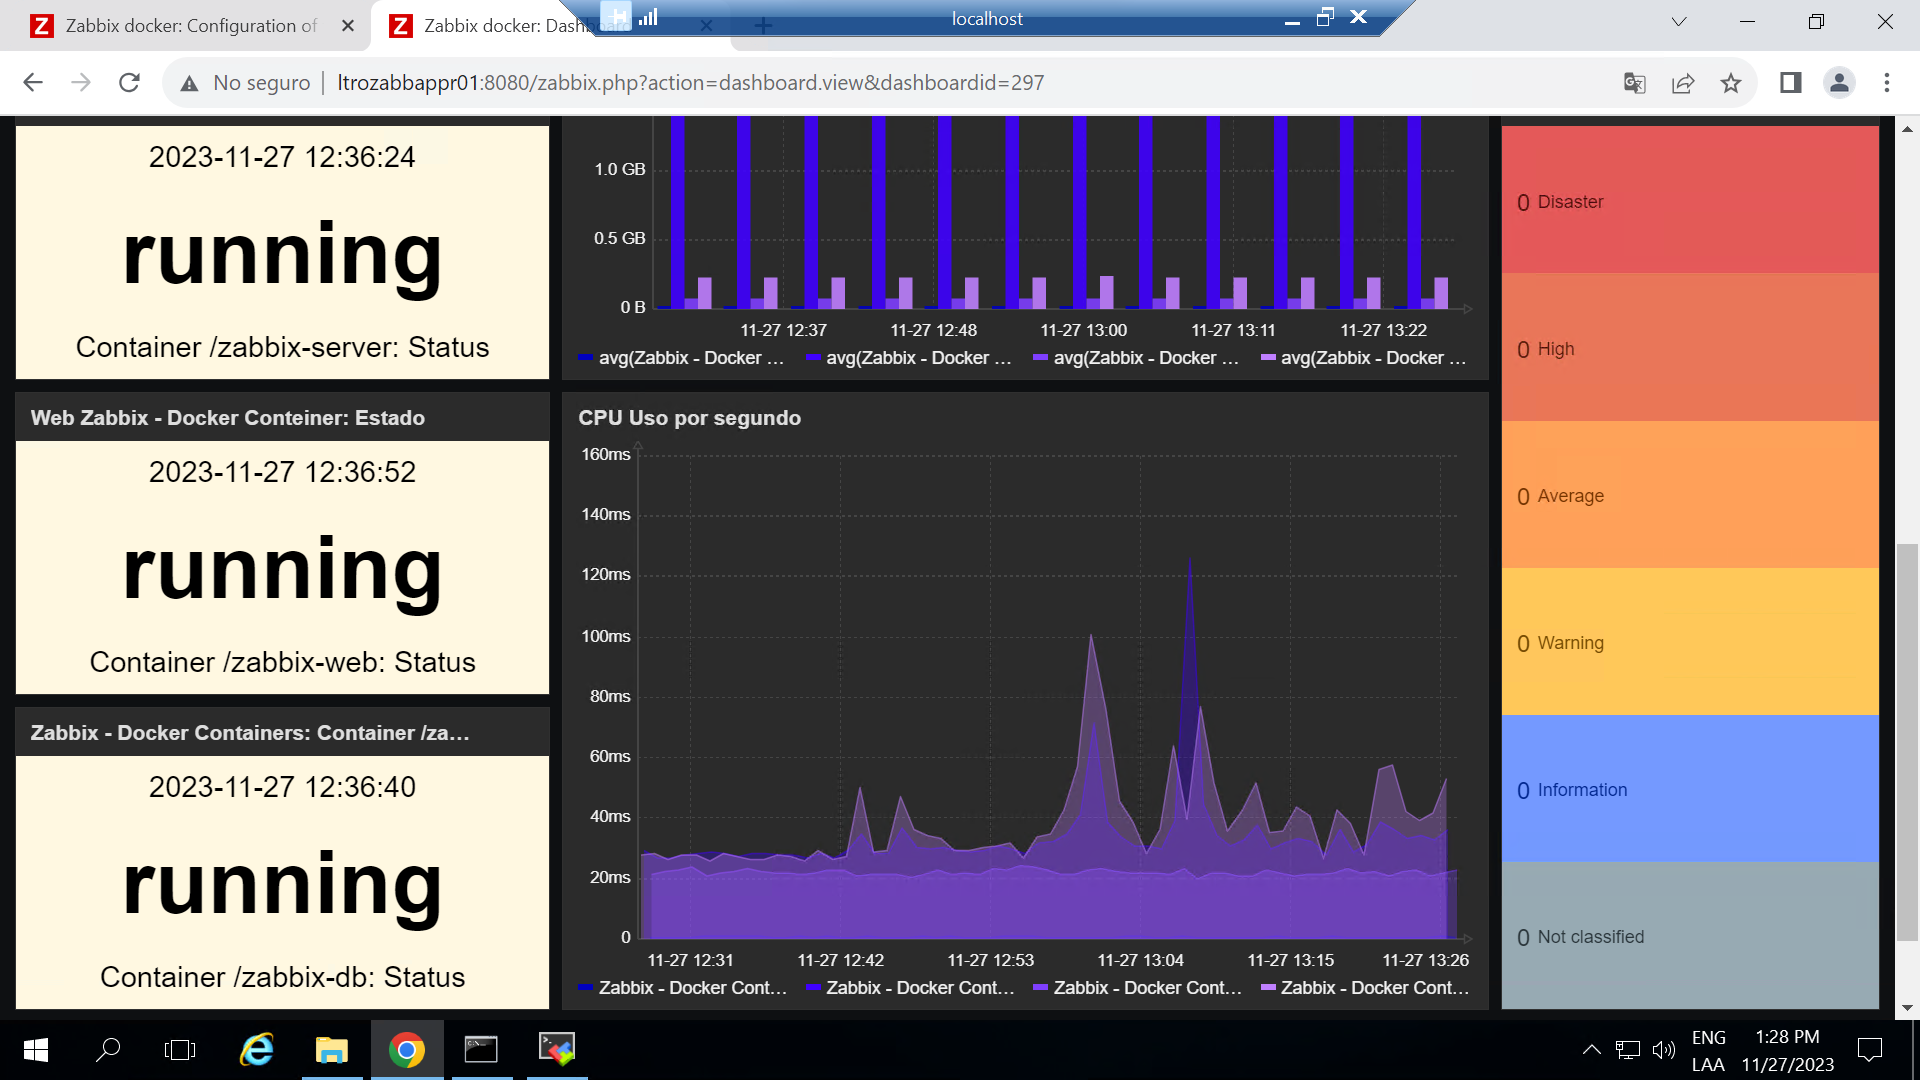 Zabbix docker: Configuration of
Zabbix docker: Dash
localhost
No seguro
ltrozabbappr01:8080/zabbix.php?action=dashboard.view&dashboardid=297
2023-11-27 12:36:24
running
Container /zabbix-server: Status
Web Zabbix - Docker Conteiner: Estado
2023-11-27 12:36:52
running
Container /zabbix-web: Status
Zabbix - Docker Containers: Container /za...
2023-11-27 12:36:40
running
Container /zabbix-db: Status
1.0 GB
0.5 GB
0 B
11-27 12:37
11-27 12:48
11-27 13:00
11-27 13:11
11-27 13:22
avg(Zabbix - Docker ...
avg(Zabbix - Docker ...
avg(Zabbix - Docker ...
avg(Zabbix - Docker ...
CPU Uso por segundo
160ms
140ms
120ms
100ms
80ms
60ms
40ms
20ms
0
11-27 12:31
11-27 12:42
11-27 12:53
11-27 13:04
11-27 13:15
11-27 13:26
Zabbix - Docker Cont...
Zabbix - Docker Cont...
Zabbix - Docker Cont...
Zabbix - Docker Cont...
0 Disaster
0 High
0 Average
0 Warning
0 Information
0 Not classified
ENG
LAA
1:28 PM
11/27/2023